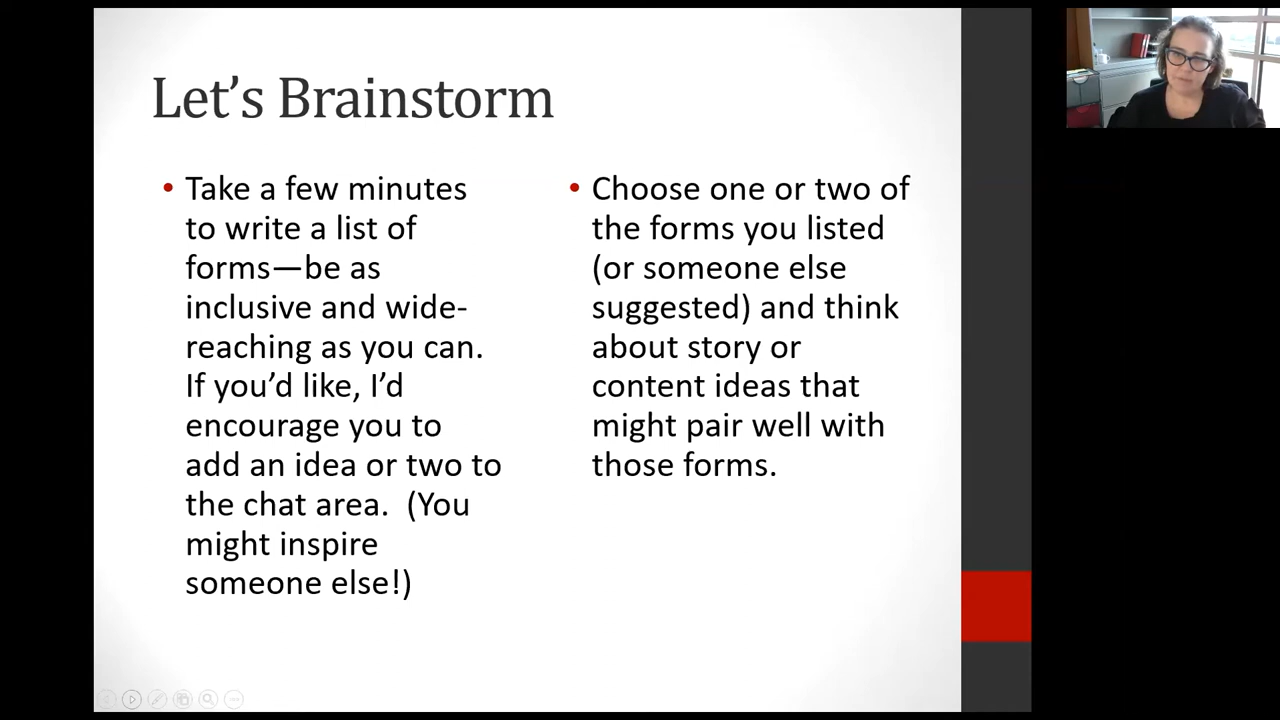 Let's Brainstorm
• Take a few minutes
to write a list of
forms—be as
inclusive and wide-
reaching as you can.
If you'd like, I'd
encourage you to
add an idea or two to
the chat area.  (You
might inspire
someone else!)
• Choose one or two of
the forms you listed
(or someone else
suggested) and think
about story or
content ideas that
might pair well with
those forms.